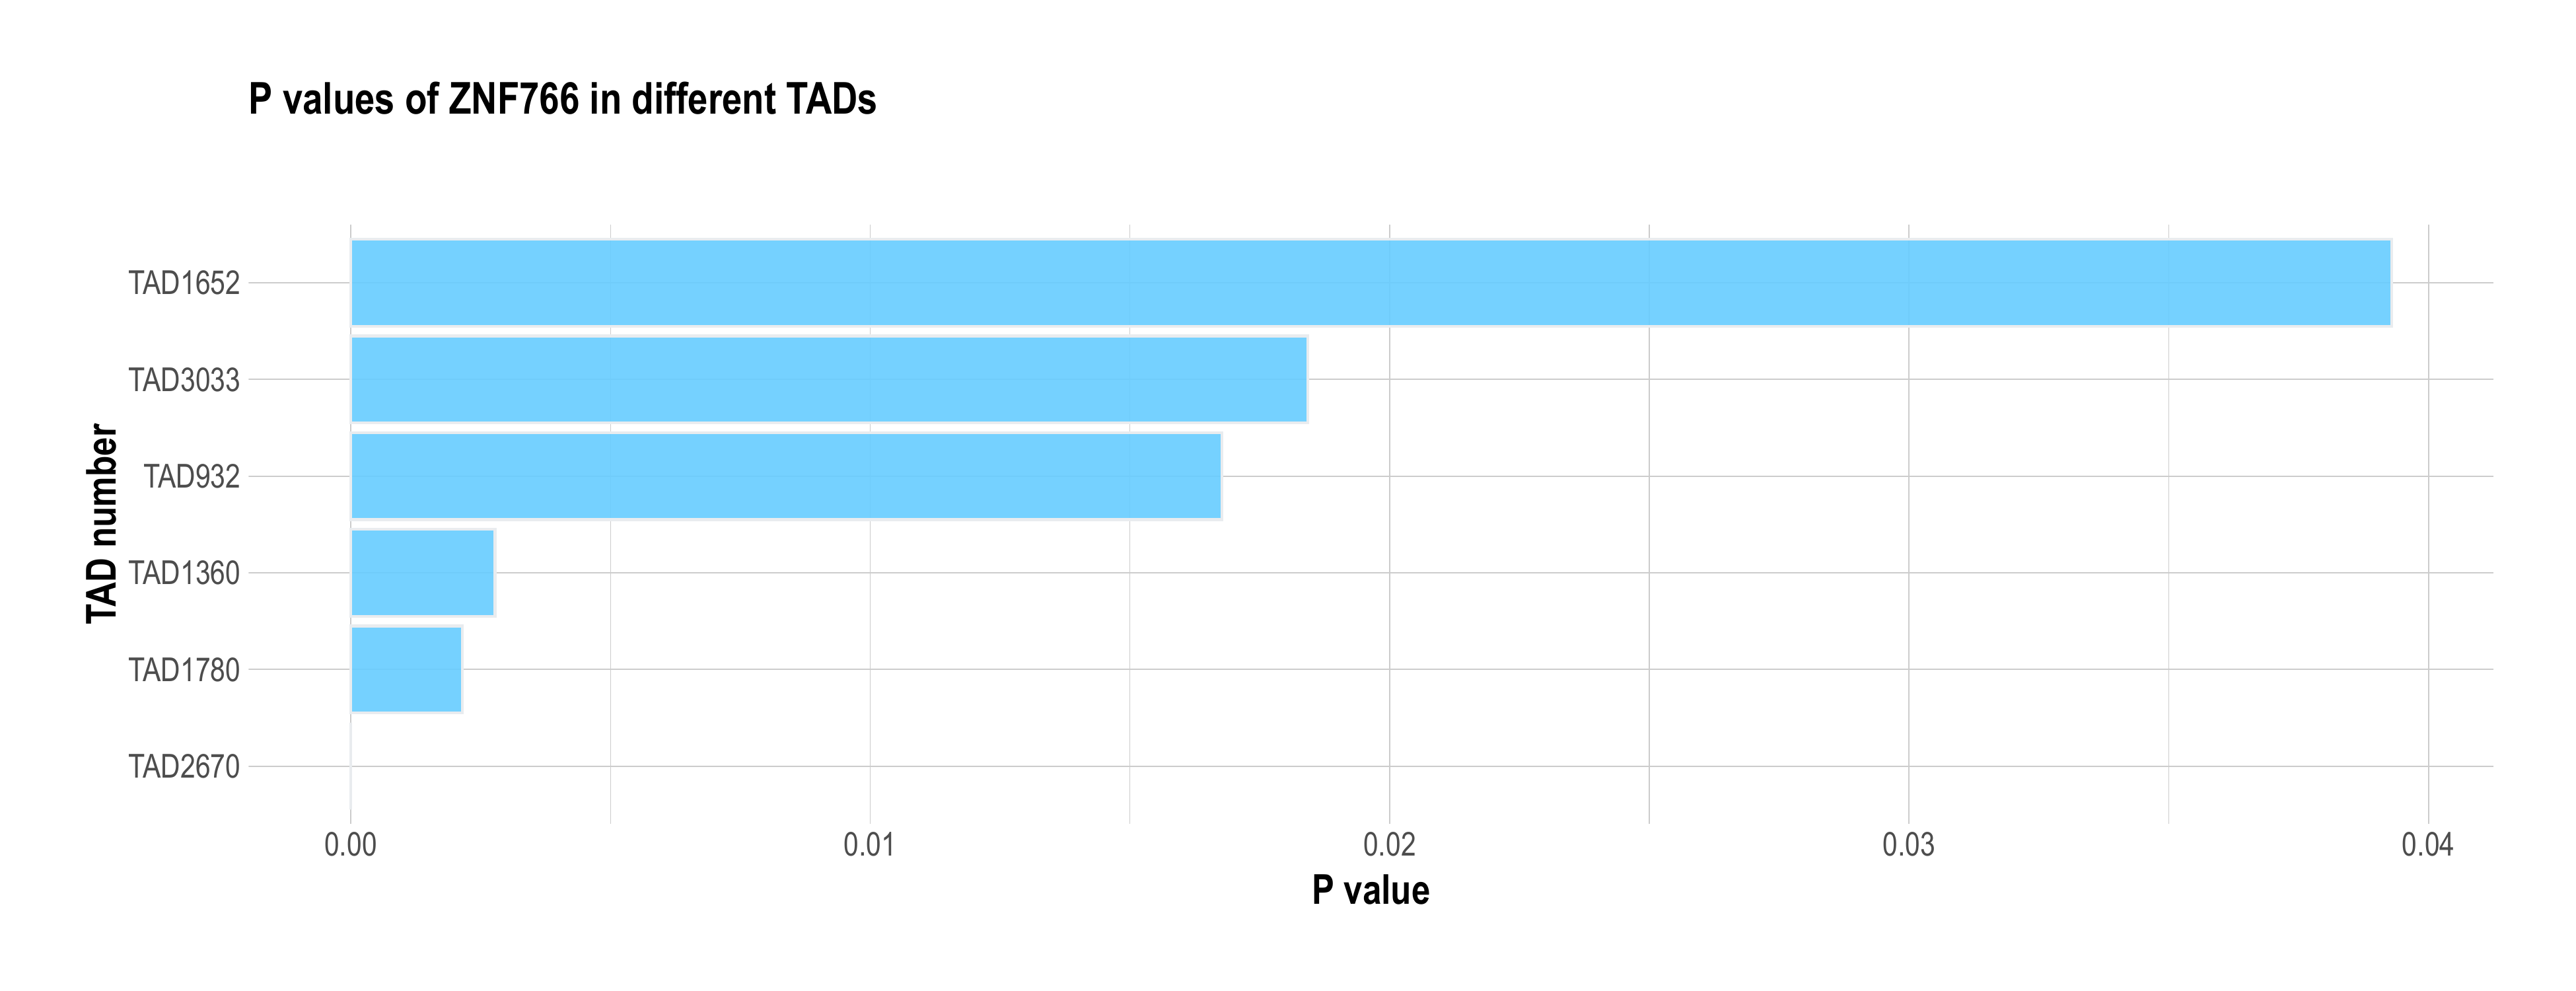 P values of ZNF766 in different TADs
TAD number
TAD1652
TAD3033
TAD932
TAD1360
TAD1780
TAD2670
0.00 0.01 0.02 0.03 0.04
P value